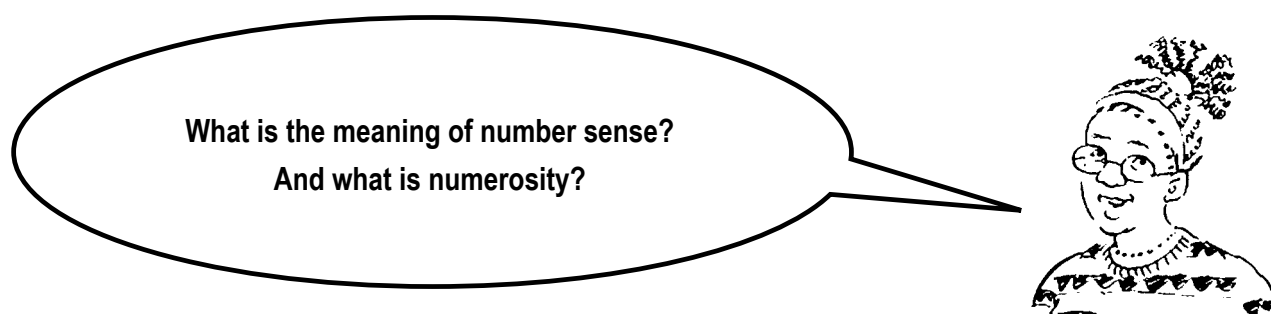 What is the meaning of number sense?
And what is numerosity?